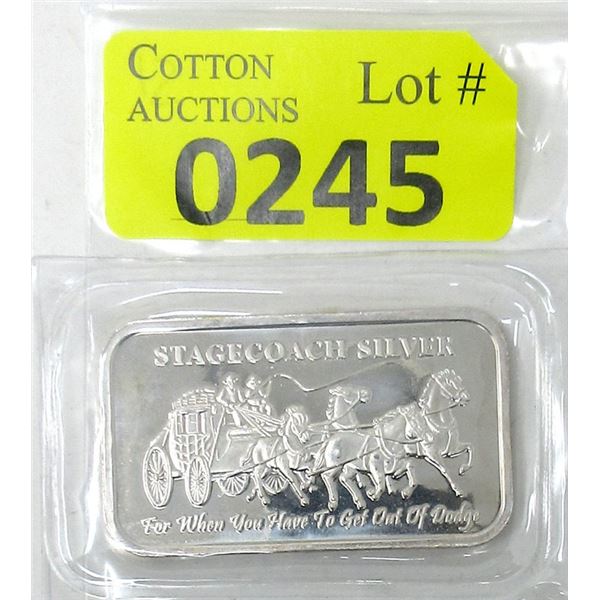 COTTON
AUCTIONS
Lot #
0245
STAGECOACH SILVER
For When You Have To Get Out Of Dodge